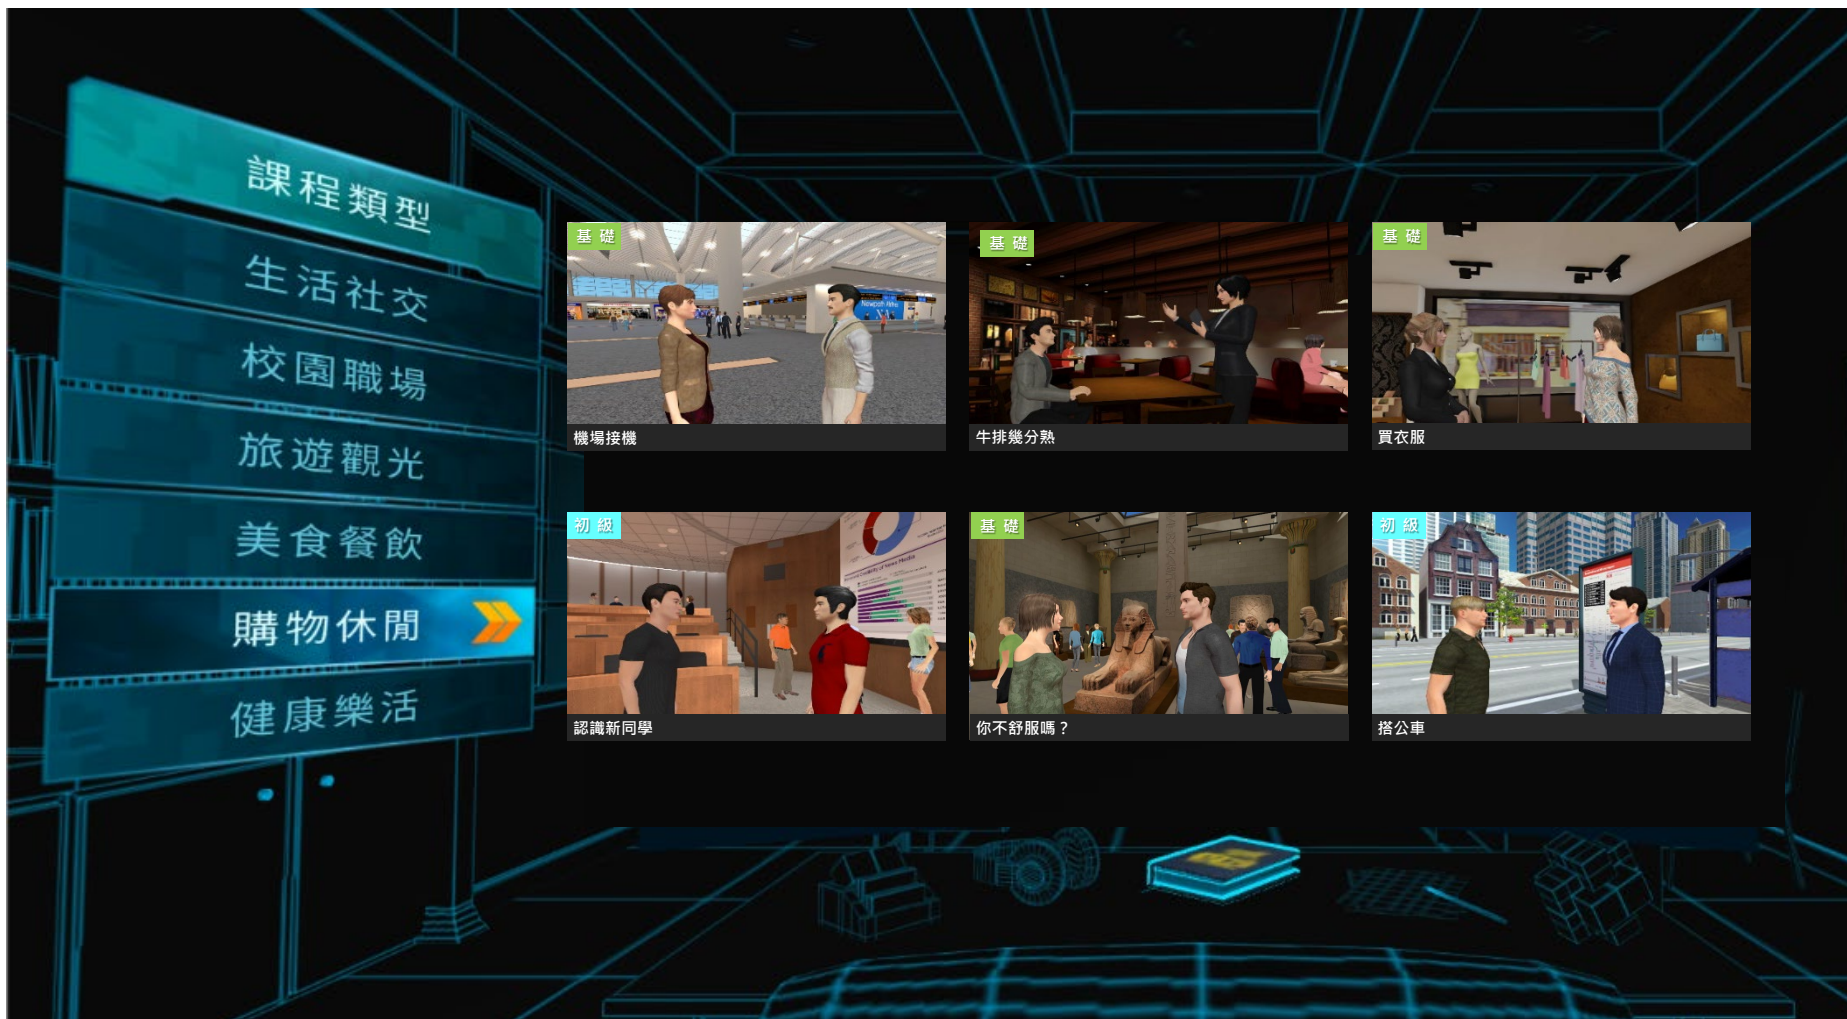 課程類型
生活社交
校園職場
旅遊觀光
美食餐飲
購物休閒
健康樂活
基礎
機場接機
基礎
牛排幾分熟
基礎
買衣服
初級
認識新同學
基礎
你不舒服嗎？
初級
搭公車